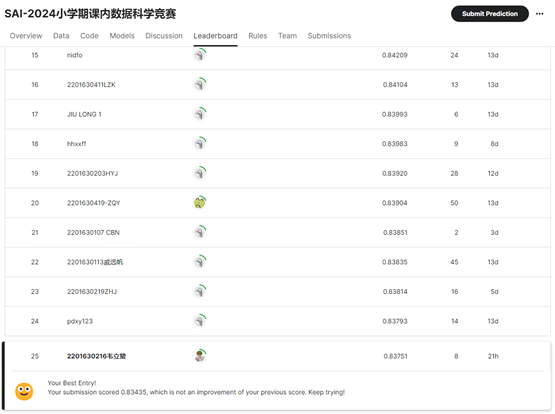 SAI-2024小学期课内数据科学竞赛
Submit Prediction
Overview Data Code Models Discussion Leaderboard Rules Team Submissions
15 nidfo 0.84209 24 13d
16 2201630411LZK 0.84104 13 13d
17 JIU LONG 1 0.83993 6 13d
18 hhxxff 0.83983 9 8d
19 2201630203HYJ 0.83920 28 12d
20 2201630419-ZQY 0.83904 50 13d
21 2201630107 CBN 0.83851 2 3d
22 2201630113戚远帆 0.83835 45 13d
23 2201630219ZHJ 0.83814 16 5d
24 pdxy123 0.83793 14 13d
25 2201630216韦立 0.83751 8 21h
Your Best Entry!
Your submission scored 0.83435, which is not an improvement of your previous score. Keep trying!